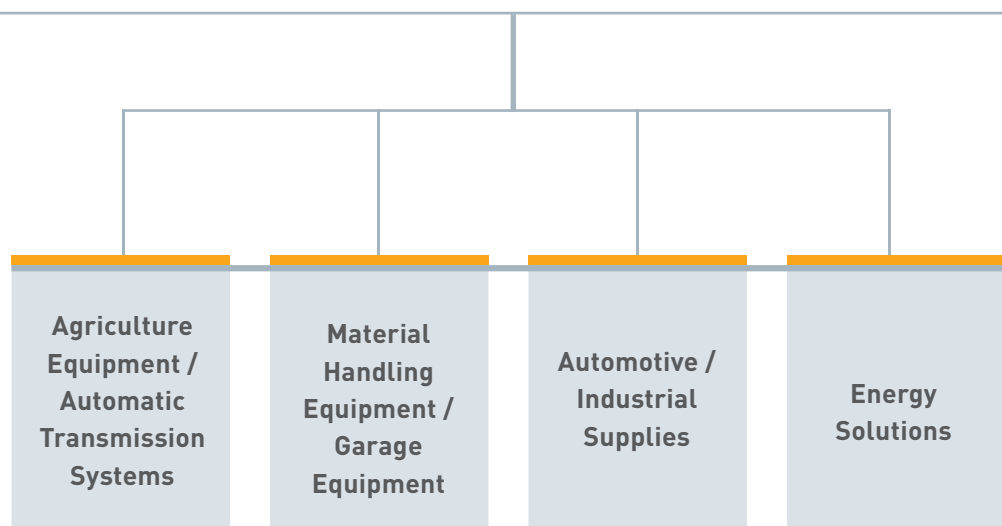 Agriculture
Equipment /
Automatic
Transmission
Systems
Material
Handling
Equipment /
Garage
Equipment
Automotive /
Industrial
Supplies
Energy
Solutions